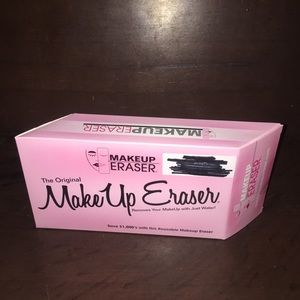 MAKEUPERASER
MAKEUP
ERASER
The Original
MakeUp Eraser
Removes Your MakeUp with Just Water!
Save $1,000's with this Reusable Makeup Eraser
MAKEUP
ERASER